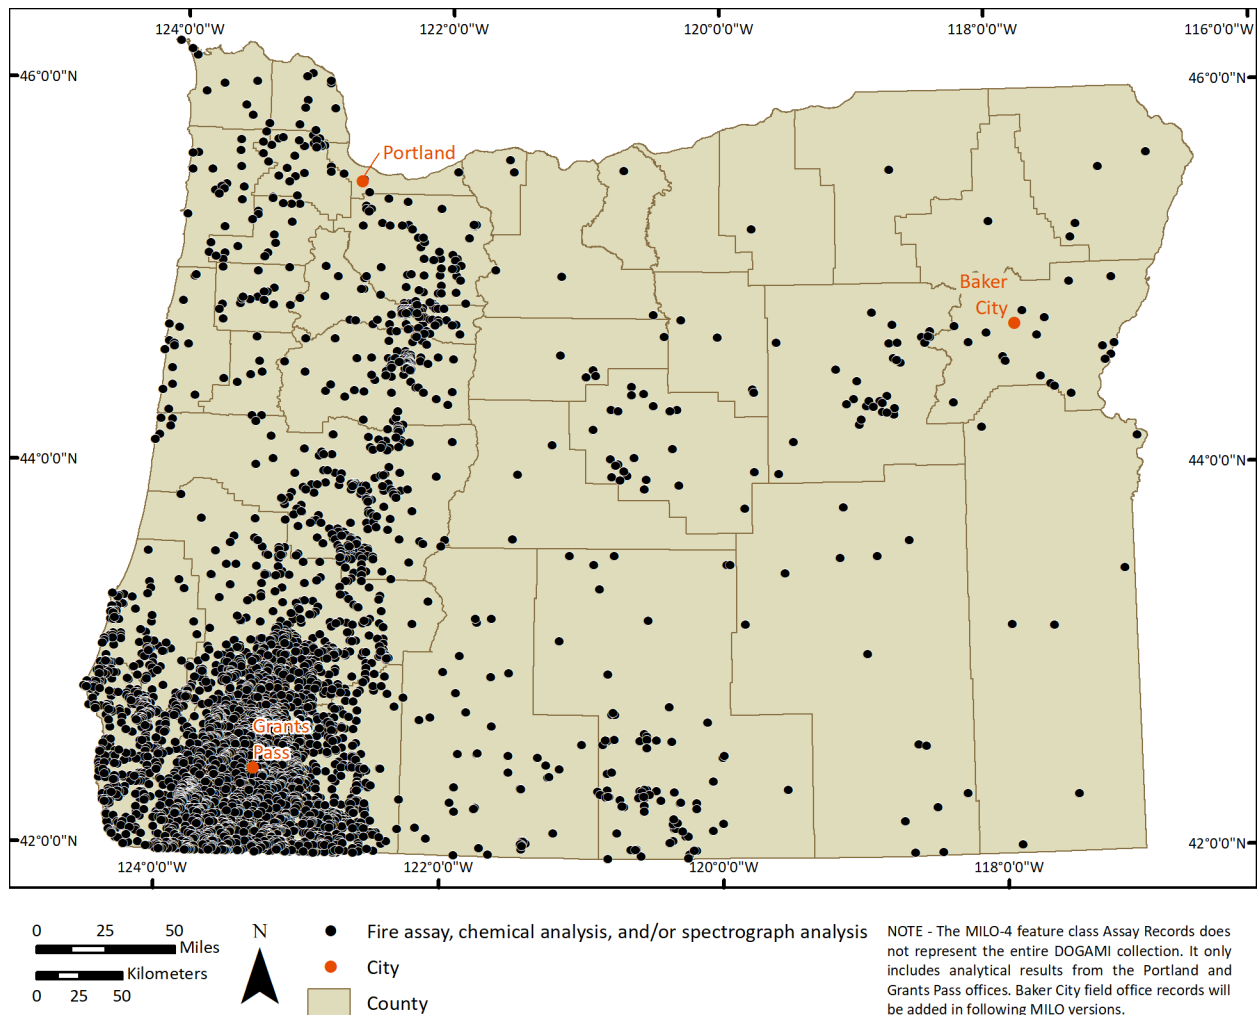 124°0'0"W 122°0'0"W 120°0'0"W 118°0'0"W 116°0'0"W
46°0'0"N 46°0'0"N
Portland
Baker
City
44°0'0"N 44°0'0"N
Grants
Pass
42°0'0"N 42°0'0"N
124°0'0"W 122°0'0"W 120°0'0"W 118°0'0"W
0 25 50
Miles
Kilometers
0 25 50
N
Fire assay, chemical analysis, and/or spectrograph analysis
City
County
NOTE - The MILO-4 feature class Assay Records does
not represent the entire DOGAMI collection. It only
includes analytical results from the Portland and
Grants Pass offices. Baker City field office records will
be added in following MILO versions.